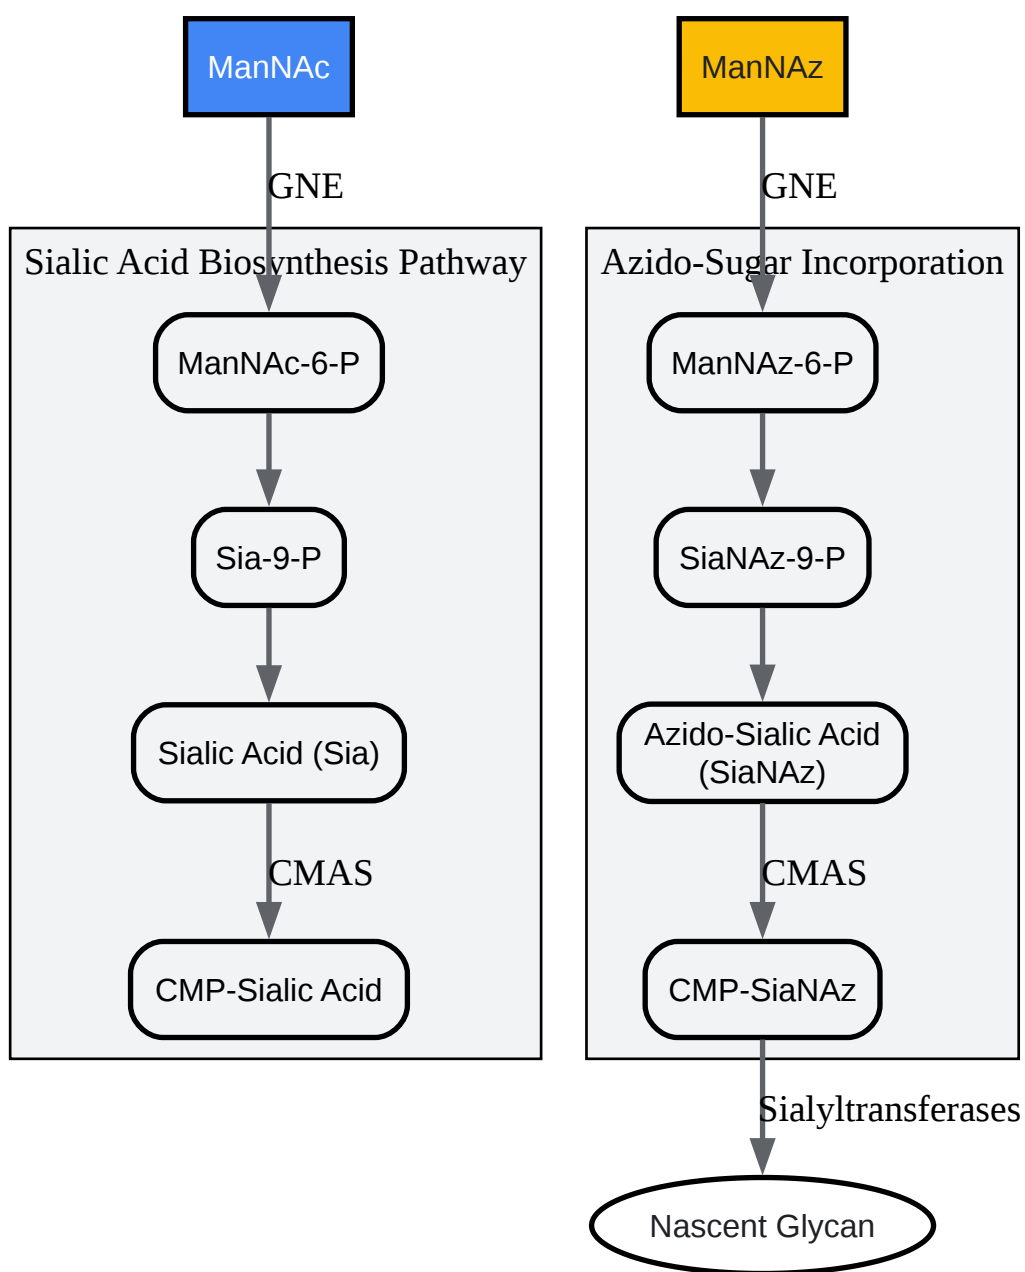 ManNAc
GNE
Sialic Acid Biosynthesis Pathway
ManNAc-6-P
Sia-9-P
Sialic Acid (Sia)
CMAS
CMP-Sialic Acid
ManNAz
GNE
Azido-Sugar Incorporation
ManNAz-6-P
SiaNAz-9-P
Azido-Sialic Acid
(SiaNAz)
CMAS
CMP-SiaNAz
Sialyltransferases
Nascent Glycan